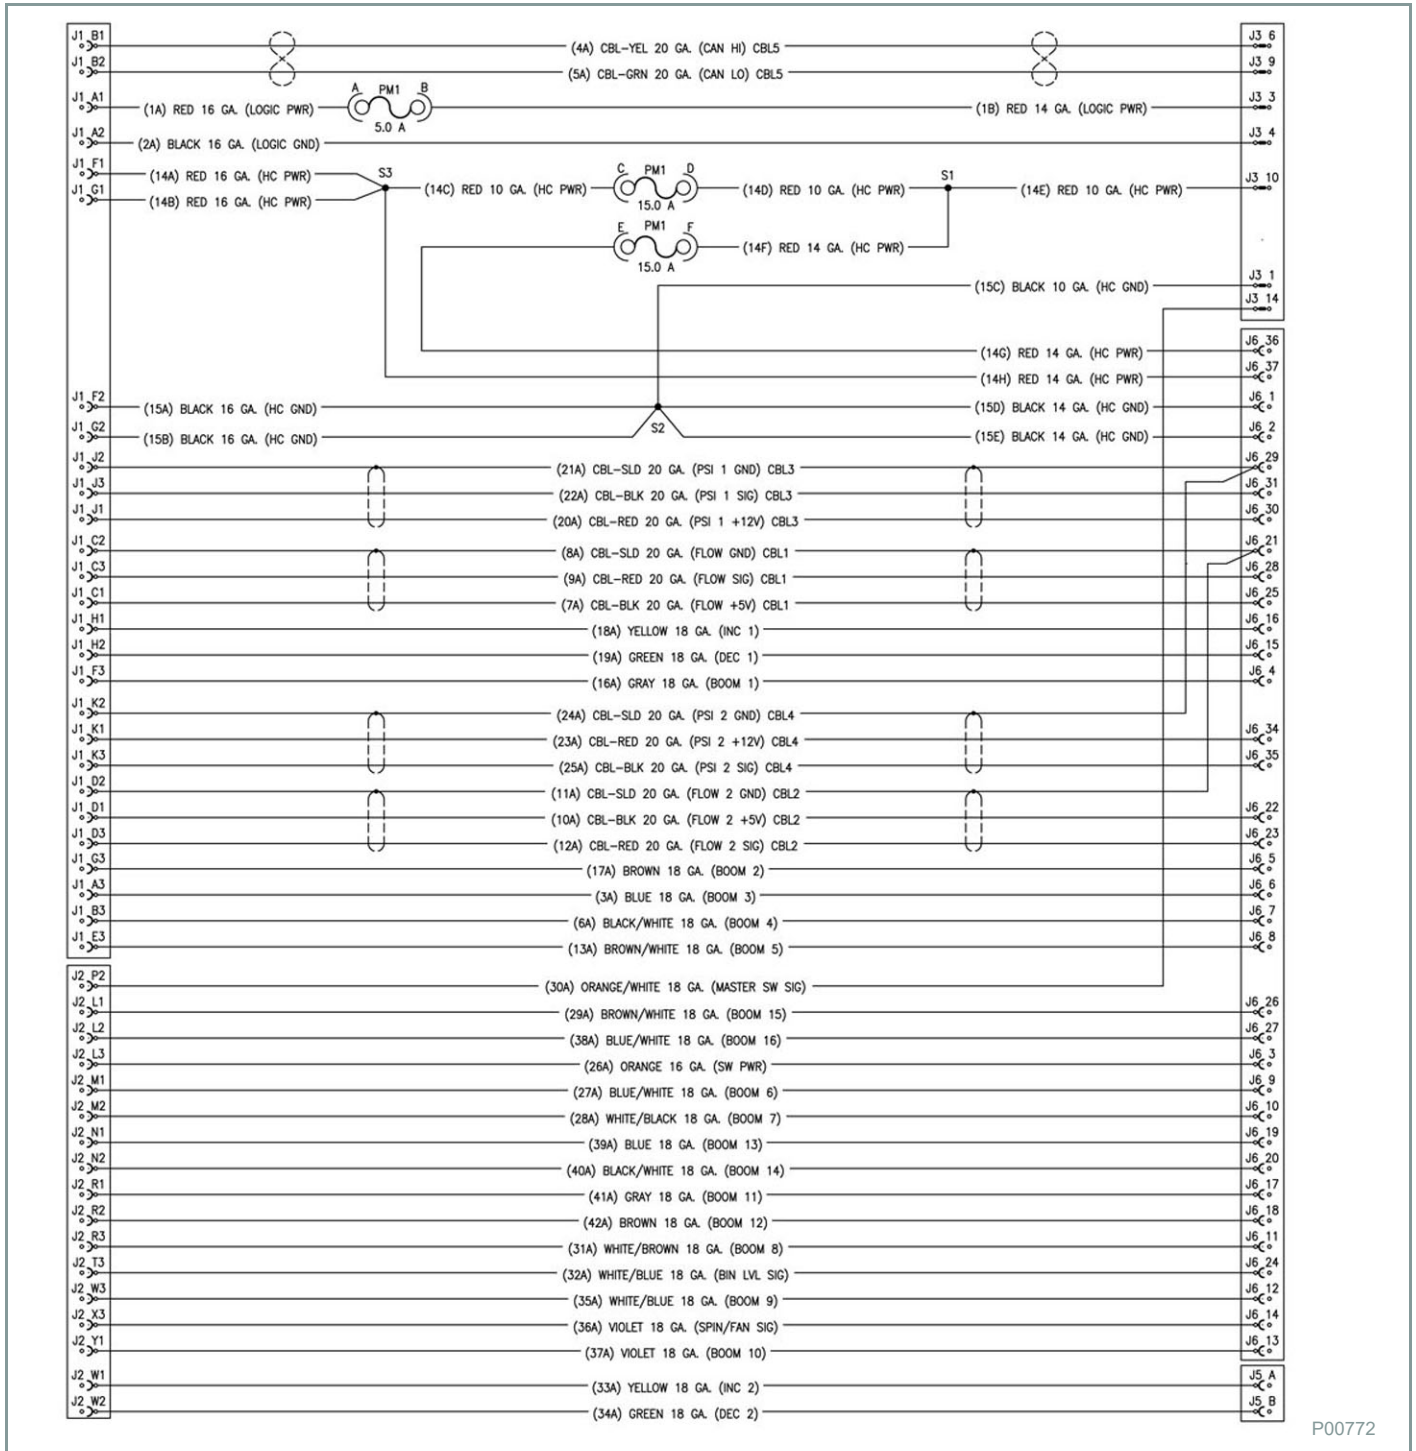 J1 B1 (4A) CBL-YEL 20 GA. (CAN HI) CBL5 J3 6
J1 B2 (5A) CBL-GRN 20 GA. (CAN LO) CBL5 J3 9
A PM1 B
J1 A1 (1A) RED 16 GA. (LOGIC PWR) (1B) RED 14 GA. (LOGIC PWR) J3 3
5.0 A
J1 A2 (2A) BLACK 16 GA. (LOGIC GND) J3 4
J1 F1 (14A) RED 16 GA. (HC PWR) S3 C PM1 D S1 J3 10
(14C) RED 10 GA. (HC PWR) (14D) RED 10 GA. (HC PWR) (14E) RED 10 GA. (HC PWR)
J1 G1 (14B) RED 16 GA. (HC PWR) 15.0 A
E PM1 F
(14F) RED 14 GA. (HC PWR)
15.0 A
(15C) BLACK 10 GA. (HC GND) J3 1
J3 14
(14G) RED 14 GA. (HC PWR) J6 36
(14H) RED 14 GA. (HC PWR) J6 37
J1 F2 (15A) BLACK 16 GA. (HC GND) (15D) BLACK 14 GA. (HC GND) J6 1
S2
J1 G2 (15B) BLACK 16 GA. (HC GND) (15E) BLACK 14 GA. (HC GND) J6 2
J1 J2 (21A) CBL-SLD 20 GA. (PSI 1 GND) CBL3 J6 29
J1 J3 (22A) CBL-BLK 20 GA. (PSI 1 SIG) CBL3 J6 31
J1 J1 (20A) CBL-RED 20 GA. (PSI 1 +12V) CBL3 J6 30
J1 C2 (8A) CBL-SLD 20 GA. (FLOW GND) CBL1 J6 21
J1 C3 (9A) CBL-RED 20 GA. (FLOW SIG) CBL1 J6 28
J1 C1 (7A) CBL-BLK 20 GA. (FLOW +5V) CBL1 J6 25
J1 H1 (18A) YELLOW 18 GA. (INC 1) J6 16
J1 H2 (19A) GREEN 18 GA. (DEC 1) J6 15
J1 F3 (16A) GRAY 18 GA. (BOOM 1) J6 4
J1 K2 (24A) CBL-SLD 20 GA. (PSI 2 GND) CBL4
J1 K1 (23A) CBL-RED 20 GA. (PSI 2 +12V) CBL4 J6 34
J1 K3 (25A) CBL-BLK 20 GA. (PSI 2 SIG) CBL4 J6 35
J1 D2 (11A) CBL-SLD 20 GA. (FLOW 2 GND) CBL2
J1 D1 (10A) CBL-BLK 20 GA. (FLOW 2 +5V) CBL2 J6 22
J1 D3 (12A) CBL-RED 20 GA. (FLOW 2 SIG) CBL2 J6 23
J1 G3 (17A) BROWN 18 GA. (BOOM 2) J6 5
J1 A3 (3A) BLUE 18 GA. (BOOM 3) J6 6
J1 B3 (6A) BLACK/WHITE 18 GA. (BOOM 4) J6 7
J1 E3 (13A) BROWN/WHITE 18 GA. (BOOM 5) J6 8
J2 P2 (30A) ORANGE/WHITE 18 GA. (MASTER SW SIG)
J2 L1 (29A) BROWN/WHITE 18 GA. (BOOM 15) J6 26
J2 L2 (38A) BLUE/WHITE 18 GA. (BOOM 16) J6 27
J2 L3 (26A) ORANGE 16 GA. (SW PWR) J6 3
J2 M1 (27A) BLUE/WHITE 18 GA. (BOOM 6) J6 9
J2 M2 (28A) WHITE/BLACK 18 GA. (BOOM 7) J6 10
J2 N1 (39A) BLUE 18 GA. (BOOM 13) J6 19
J2 N2 (40A) BLACK/WHITE 18 GA. (BOOM 14) J6 20
J2 R1 (41A) GRAY 18 GA. (BOOM 11) J6 17
J2 R2 (42A) BROWN 18 GA. (BOOM 12) J6 18
J2 R3 (31A) WHITE/BROWN 18 GA. (BOOM 8) J6 11
J2 T3 (32A) WHITE/BLUE 18 GA. (BIN LVL SIG) J6 24
J2 W3 (35A) WHITE/BLUE 18 GA. (BOOM 9) J6 12
J2 X3 (36A) VIOLET 18 GA. (SPIN/FAN SIG) J6 14
J2 Y1 (37A) VIOLET 18 GA. (BOOM 10) J6 13
J2 W1 (33A) YELLOW 18 GA. (INC 2) J5 A
J2 W2 (34A) GREEN 18 GA. (DEC 2) J5 B
P00772